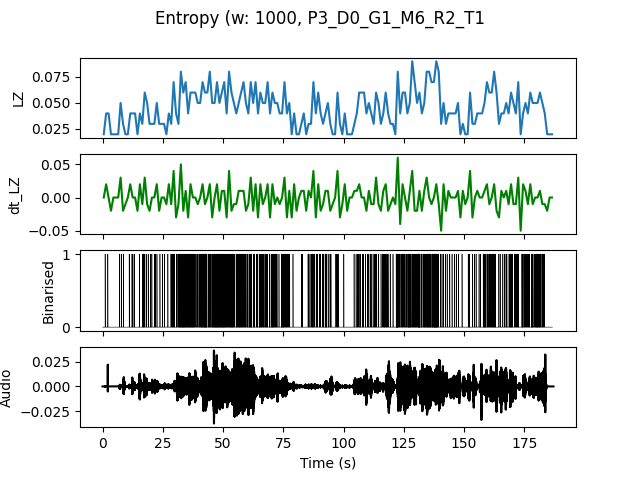 Entropy (w: 1000, P3_D0_G1_M6_R2_T1
LZ
0.075
0.050
0.025
dt_LZ
0.05
0.00
−0.05
Binarised
1
0
Audio
0.025
0.000
−0.025
0 25 50 75 100 125 150 175
Time (s)